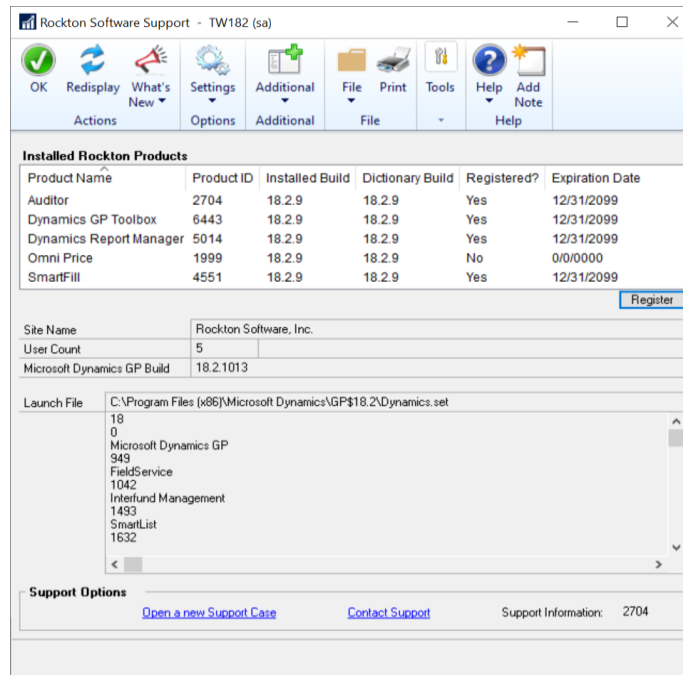 Rockton Software Support - TW182 (sa)
OK Redisplay What's New Settings Additional File Print Tools Help Add Note
Actions Options Additional File Help
Installed Rockton Products
Product Name Product ID Installed Build Dictionary Build Registered? Expiration Date
Auditor 2704 18.2.9 18.2.9 Yes 12/31/2099
Dynamics GP Toolbox 6443 18.2.9 18.2.9 Yes 12/31/2099
Dynamics Report Manager 5014 18.2.9 18.2.9 Yes 12/31/2099
Omni Price 1999 18.2.9 18.2.9 No 0/0/0000
SmartFill 4551 18.2.9 18.2.9 Yes 12/31/2099
Register
Site Name Rockton Software, Inc.
User Count 5
Microsoft Dynamics GP Build 18.2.1013
Launch File C:\Program Files (x86)\Microsoft Dynamics\GP$18.2\Dynamics.set
18
0
Microsoft Dynamics GP
949
FieldService
1042
Interfund Management
1493
SmartList
1632
Support Options
Open a new Support Case Contact Support Support Information: 2704